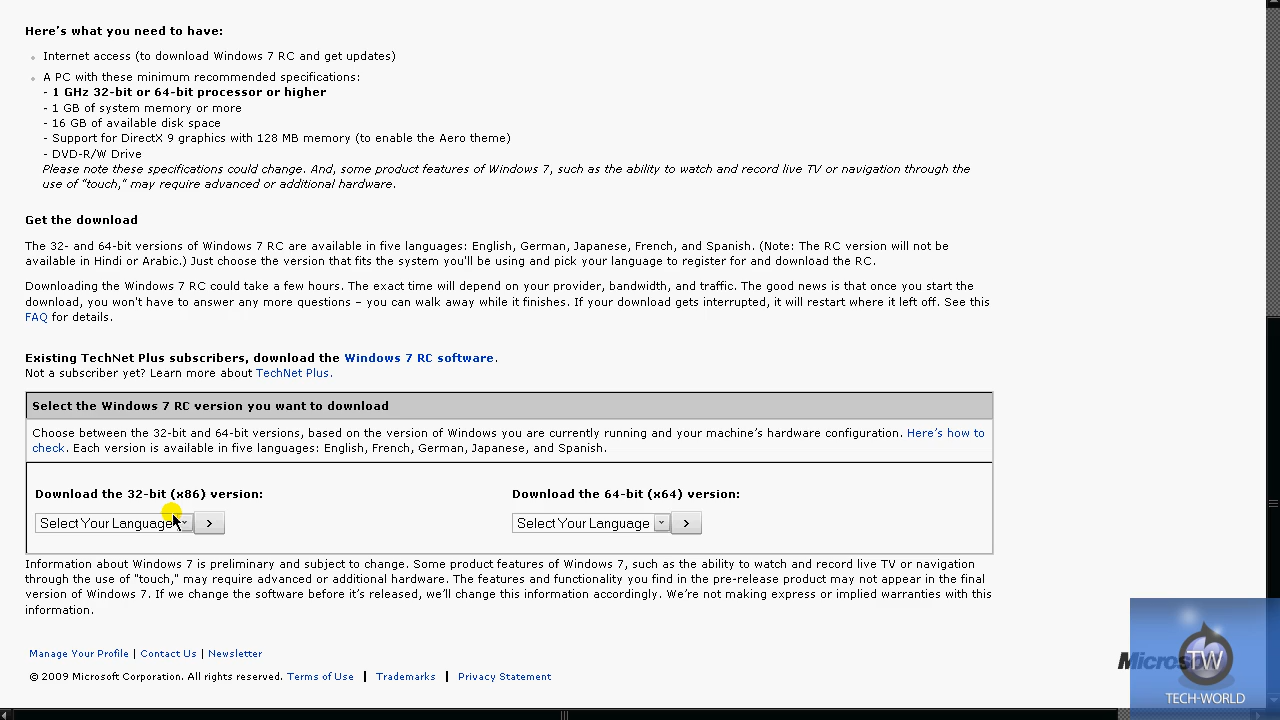 Here's what you need to have:
Internet access (to download Windows 7 RC and get updates)
A PC with these minimum recommended specifications:
- 1 GHz 32-bit or 64-bit processor or higher
- 1 GB of system memory or more
- 16 GB of available disk space
- Support for DirectX 9 graphics with 128 MB memory (to enable the Aero theme)
- DVD-R/W Drive
Please note these specifications could change. And, some product features of Windows 7, such as the ability to watch and record live TV or navigation through the
use of "touch," may require advanced or additional hardware.
Get the download
The 32- and 64-bit versions of Windows 7 RC are available in five languages: English, German, Japanese, French, and Spanish. (Note: The RC version will not be
available in Hindi or Arabic.) Just choose the version that fits the system you'll be using and pick your language to register for and download the RC.
Downloading the Windows 7 RC could take a few hours. The exact time will depend on your provider, bandwidth, and traffic. The good news is that once you start the
download, you won't have to answer any more questions – you can walk away while it finishes. If your download gets interrupted, it will restart where it left off. See this
FAQ for details.
Existing TechNet Plus subscribers, download the Windows 7 RC software.
Not a subscriber yet? Learn more about TechNet Plus.
Select the Windows 7 RC version you want to download
Choose between the 32-bit and 64-bit versions, based on the version of Windows you are currently running and your machine's hardware configuration. Here's how to
check. Each version is available in five languages: English, French, German, Japanese, and Spanish.
Download the 32-bit (x86) version: Download the 64-bit (x64) version:
Select Your Language > Select Your Language >
Information about Windows 7 is preliminary and subject to change. Some product features of Windows 7, such as the ability to watch and record live TV or navigation
through the use of "touch," may require advanced or additional hardware. The features and functionality you find in the pre-release product may not appear in the final
version of Windows 7. If we change the software before it's released, we'll change this information accordingly. We're not making express or implied warranties with this
information.
Manage Your Profile | Contact Us | Newsletter
© 2009 Microsoft Corporation. All rights reserved. Terms of Use | Trademarks | Privacy Statement
TW
TECH-WORLD